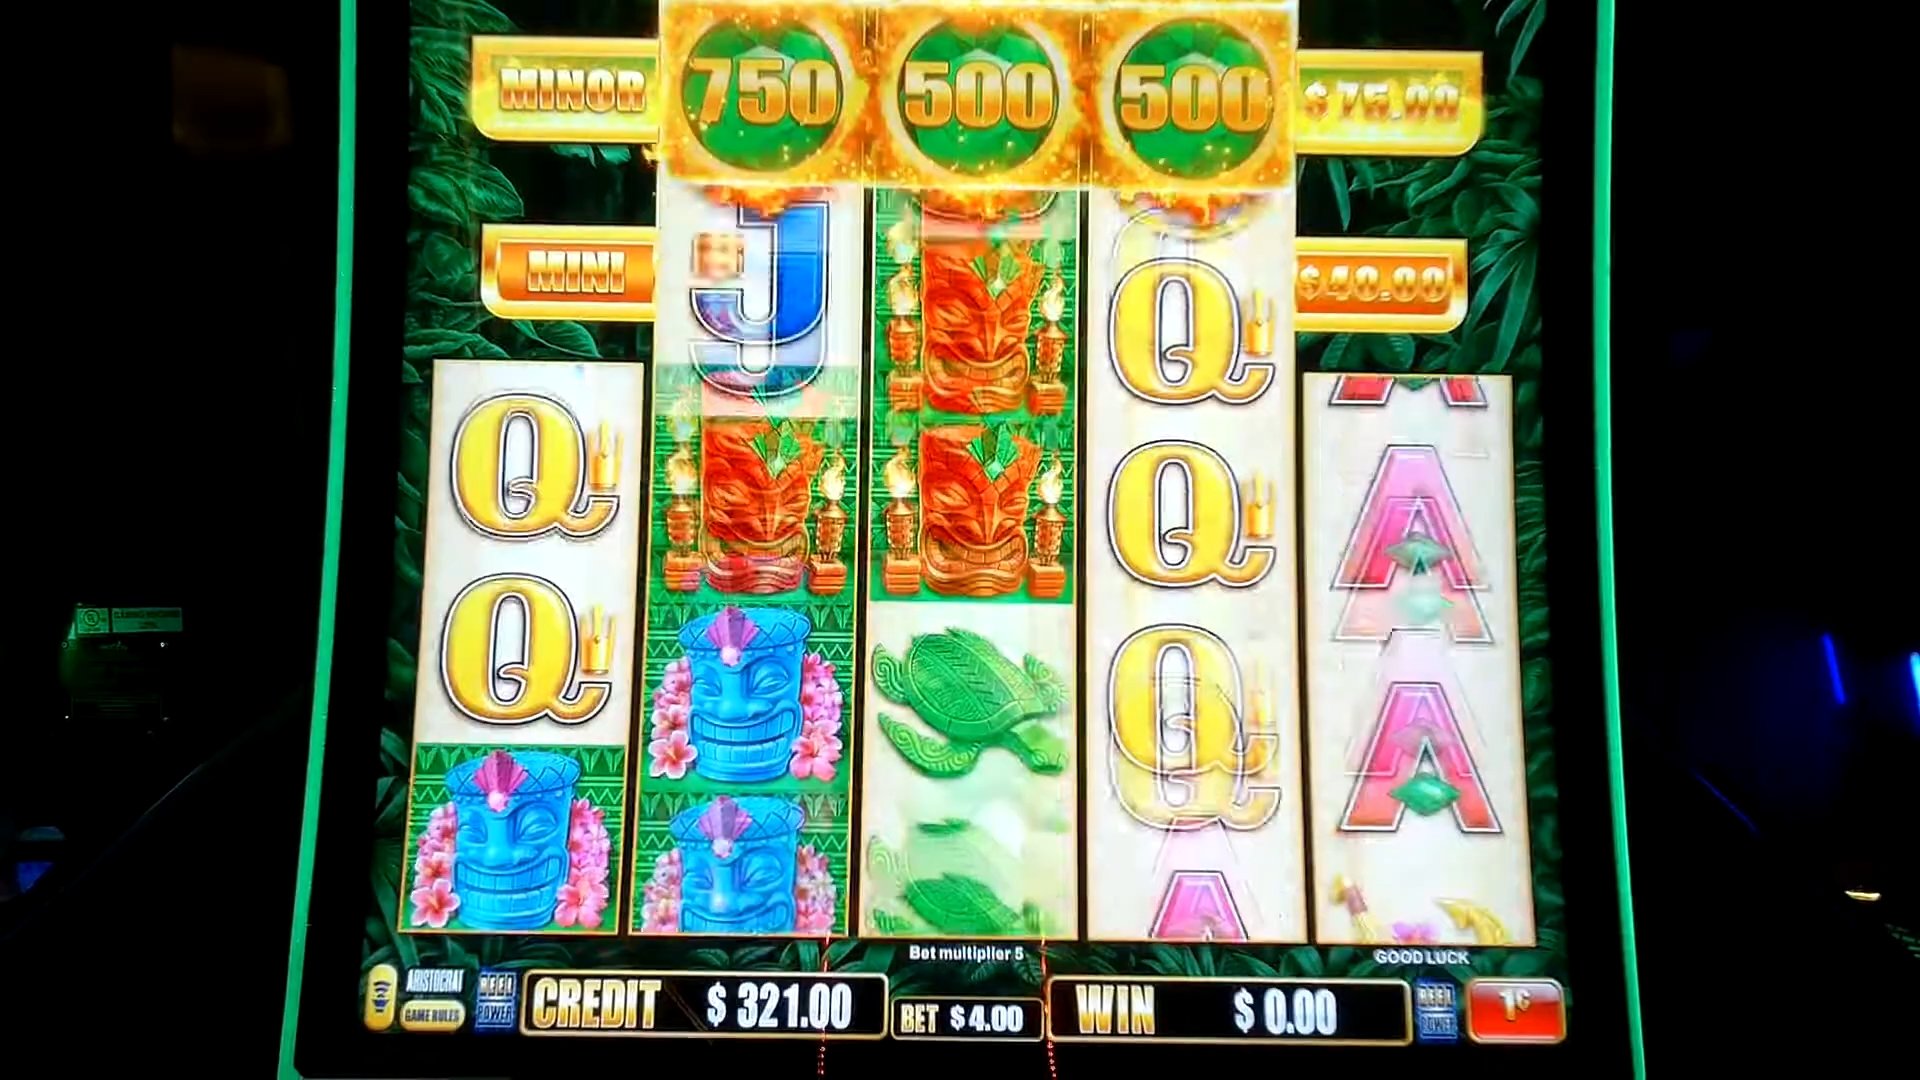 750 500 500
MINOR $75.00
MINI $40.00
J Q
Q Q A
Q Q A
A
Bet multiplier 5 GOOD LUCK
ARISTOCRAT
GAME RULES
REEL POWER
CREDIT $321.00
BET $4.00
WIN $0.00
REEL POWER
1¢